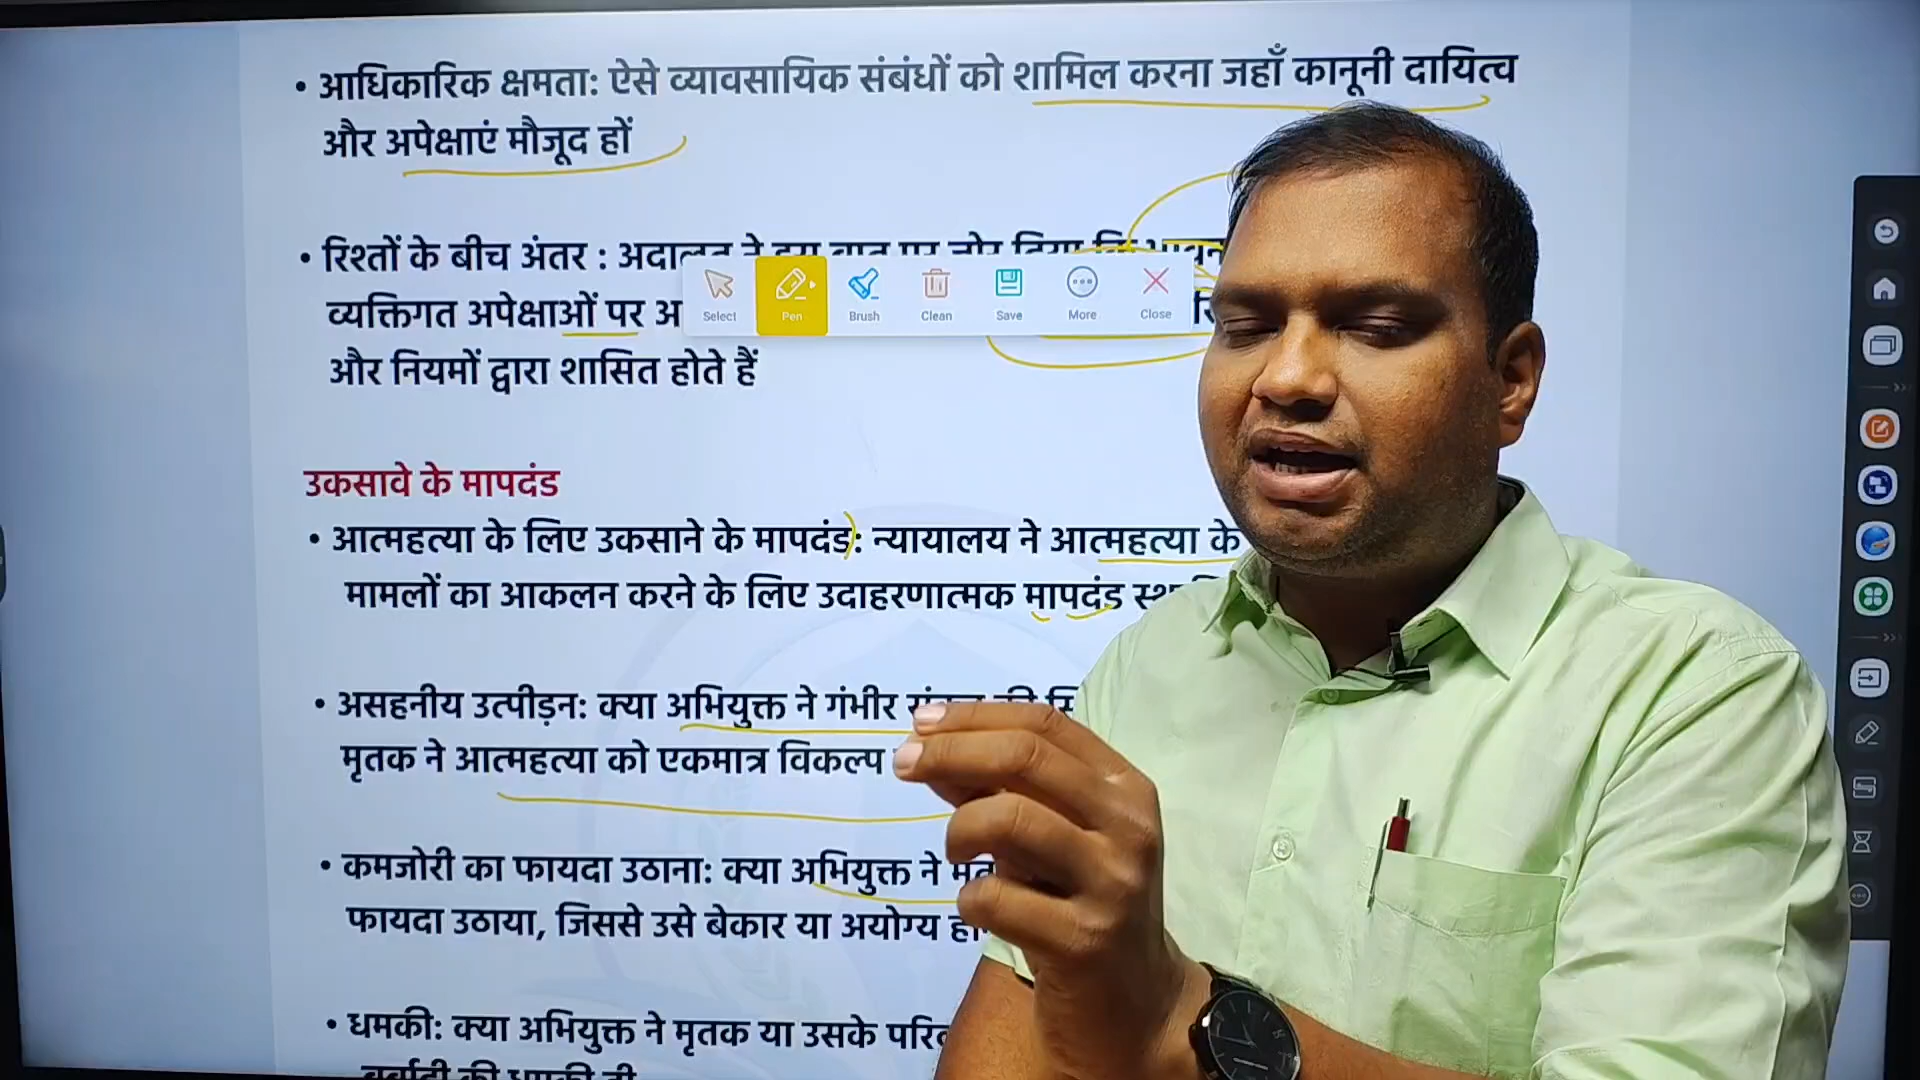 • आधिकारिक क्षमता: ऐसे व्यावसायिक संबंधों को शामिल करना जहाँ कानूनी दायित्व
और अपेक्षाएं मौजूद हों
• रिश्तों के बीच अंतर : अदालत ने इस बात पर जोर दिया कि
व्यक्तिगत अपेक्षाओं पर
और नियमों द्वारा शासित होते हैं
Select Pen Brush Clean Save More Close
उकसावे के मापदंड
• आत्महत्या के लिए उकसाने के मापदंड: न्यायालय ने आत्महत्या के
मामलों का आकलन करने के लिए उदाहरणात्मक मापदंड
• असहनीय उत्पीड़न: क्या अभियुक्त ने गंभीर
मृतक ने आत्महत्या को एकमात्र विकल्प
• कमजोरी का फायदा उठाना: क्या अभियुक्त ने
फायदा उठाया, जिससे उसे बेकार या अयोग्य
• धमकी: क्या अभियुक्त ने मृतक या उसके